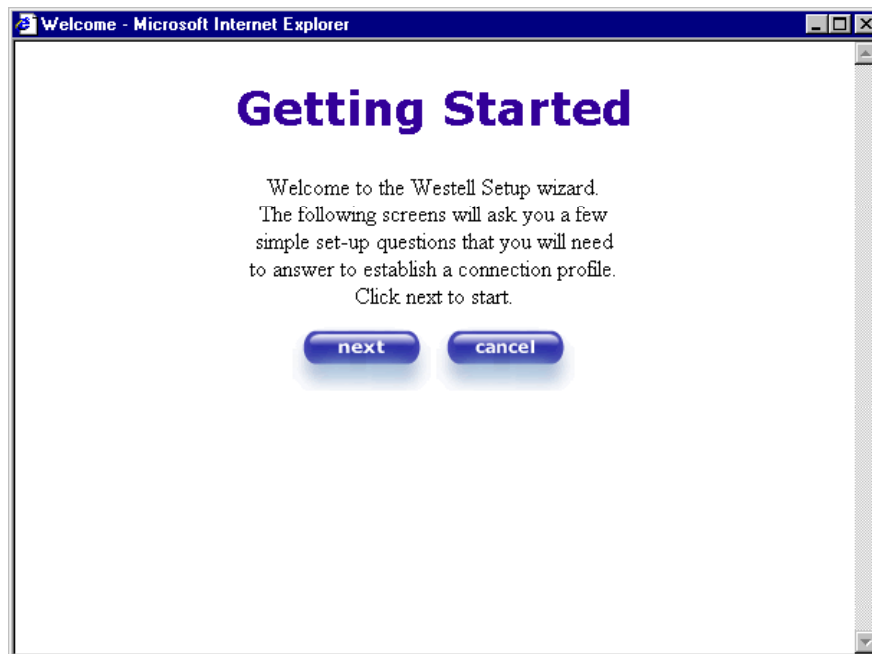 Welcome - Microsoft Internet Explorer
Getting Started
Welcome to the Westell Setup wizard.
The following screens will ask you a few
simple set-up questions that you will need
to answer to establish a connection profile.
Click next to start.
next cancel